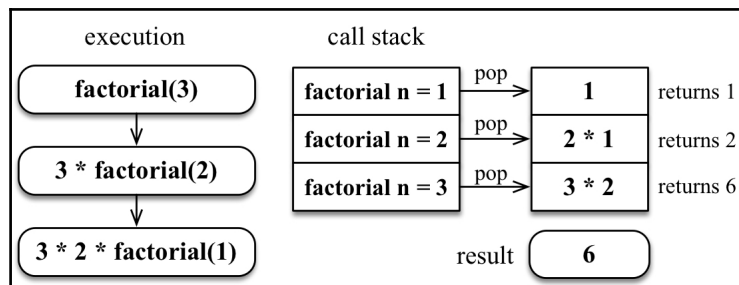 execution
factorial(3)
3 * factorial(2)
3 * 2 * factorial(1)
call stack
factorial n = 1
pop
1
returns 1
factorial n = 2
pop
2 * 1
returns 2
factorial n = 3
pop
3 * 2
returns 6
result
6